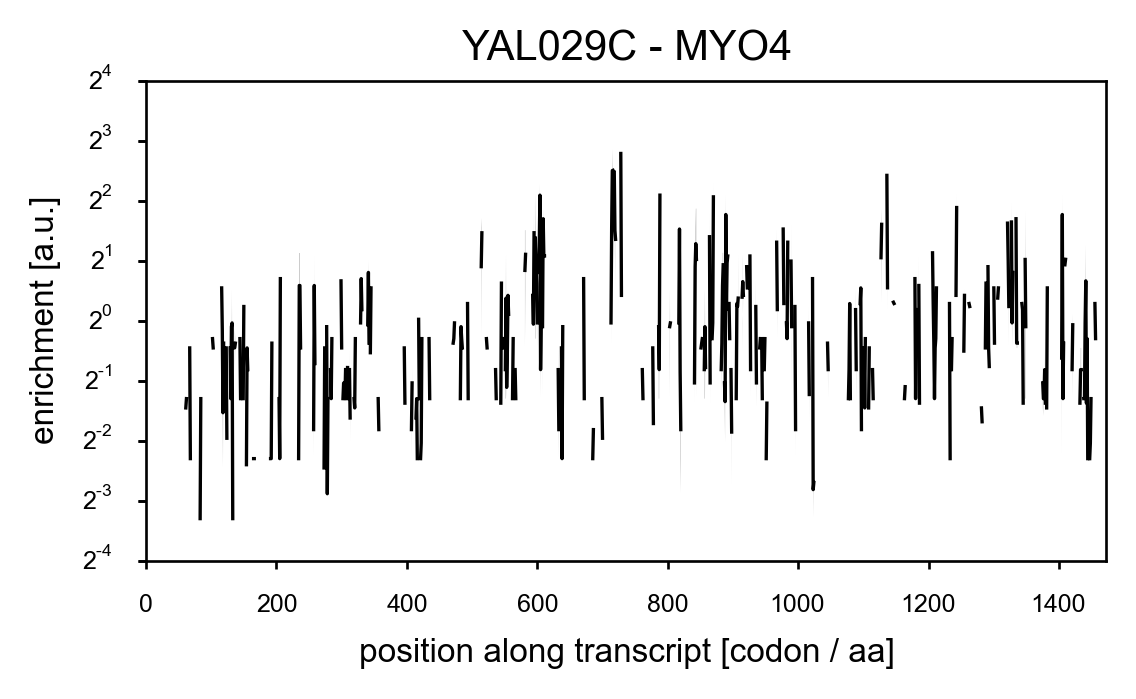 YAL029C - MYO4
enrichment [a.u.]
2^4
2^3
2^2
2^1
2^0
2^-1
2^-2
2^-3
2^-4
0 200 400 600 800 1000 1200 1400
position along transcript [codon / aa]